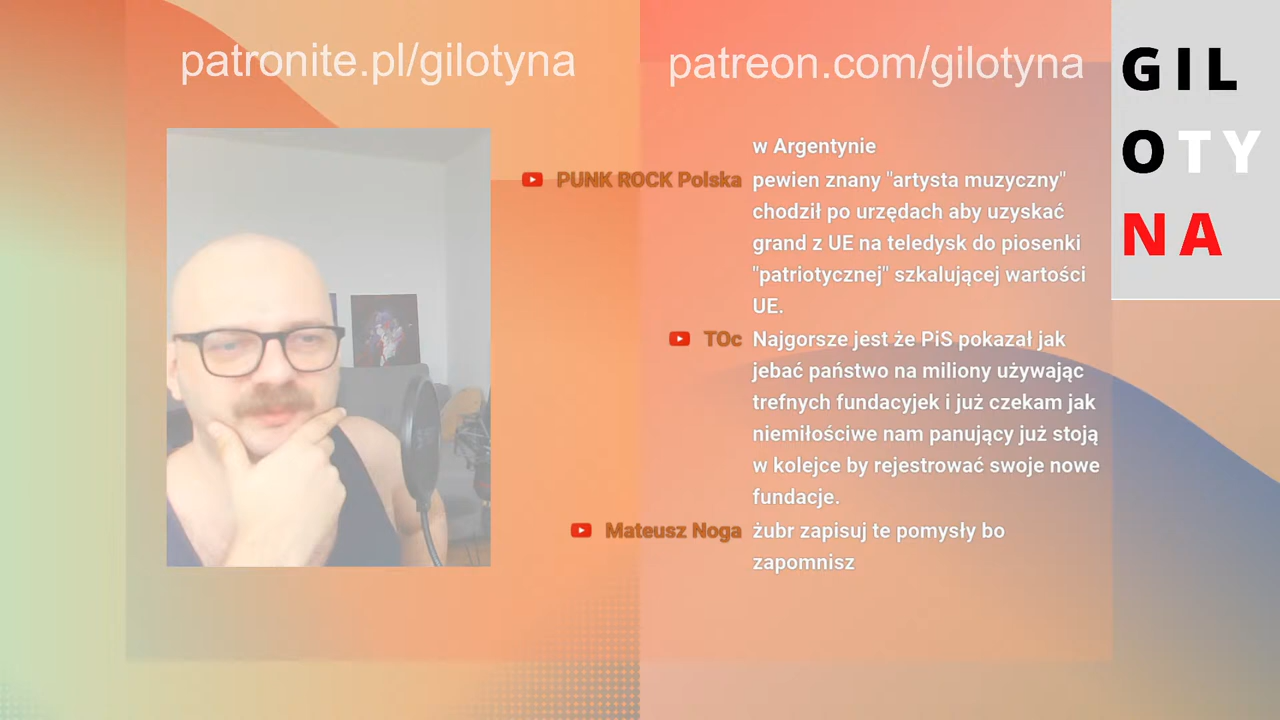 patronite.pl/gilotyna
patreon.com/gilotyna
GIL
OTY
NA
w Argentynie
PUNK ROCK Polska pewien znany "artysta muzyczny"
chodził po urzędach aby uzyskać
grand z UE na teledysk do piosenki
"patriotycznej" szkalującej wartości
UE.
TOc Najgorsze jest że PiS pokazał jak
jebać państwo na miliony używając
trefnych fundacyjek i już czekam jak
niemiłościwe nam panujący już stoją
w kolejce by rejestrować swoje nowe
fundacje.
Mateusz Noga żubr zapisuj te pomysły bo
zapomnisz